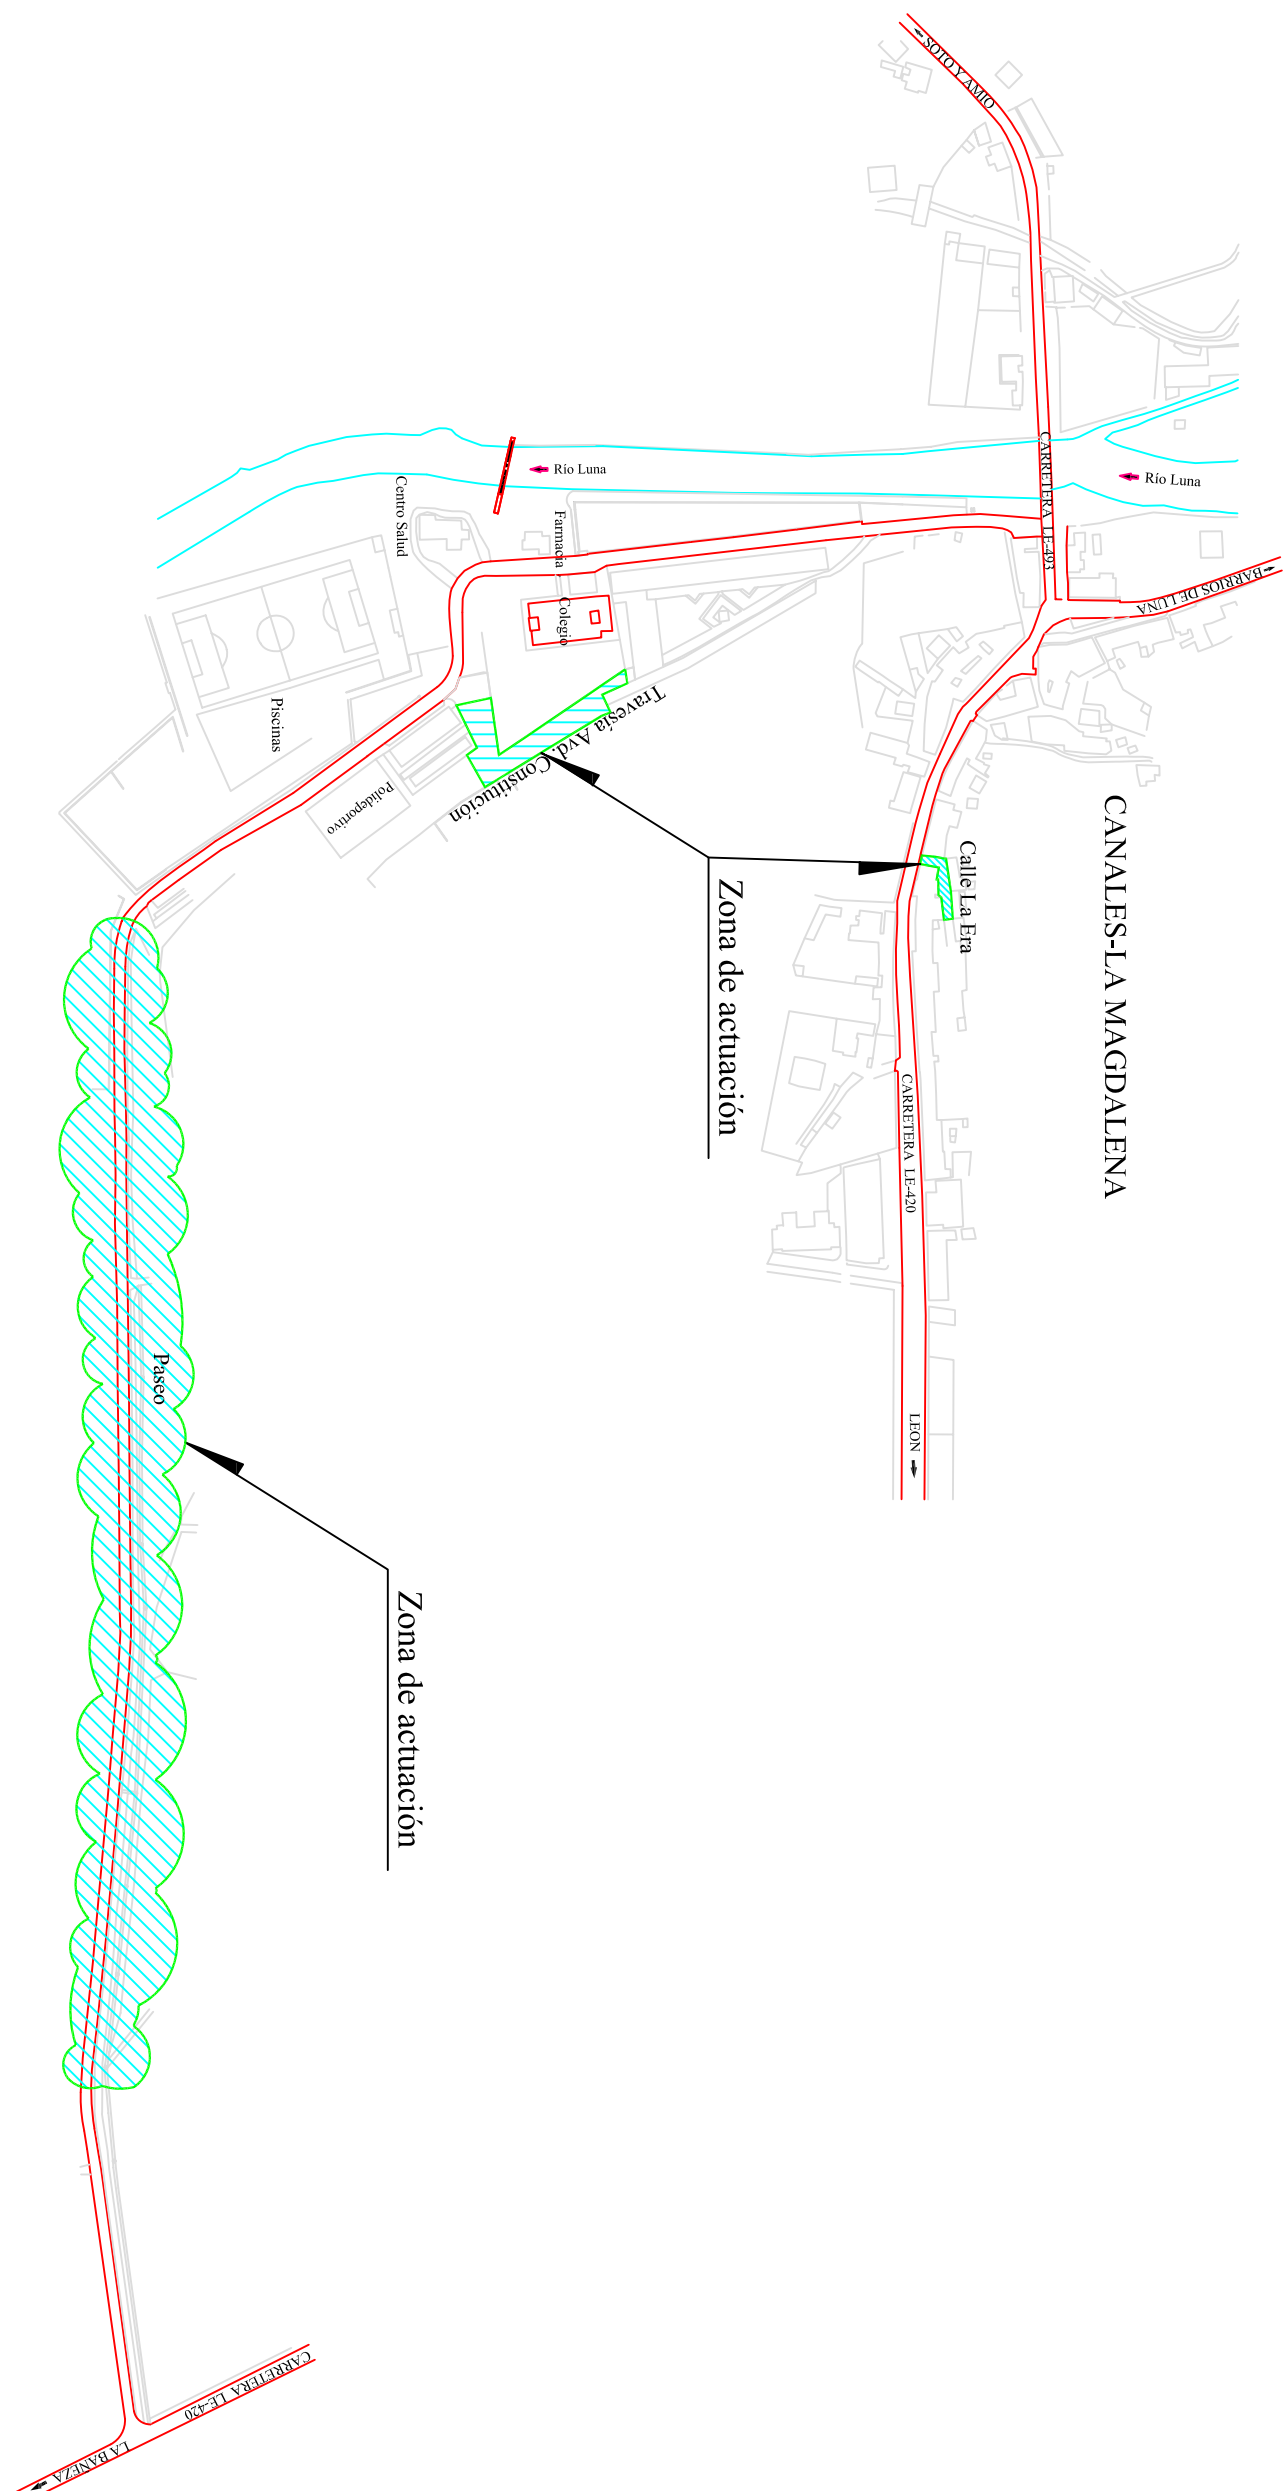 SOTO Y AMIO
CARRETERA LE-493
Río Luna
Río Luna
BARRIOS DE LUNA
Centro Salud
Farmacia
Colegio
Piscinas
Polideportivo
Travesía Avd. Constitución
CANALES-LA MAGDALENA
Calle La Era
Zona de actuación
CARRETERA LE-420
LEON
Paseo
Zona de actuación
CARRETERA LE-420
LA BAÑEZA